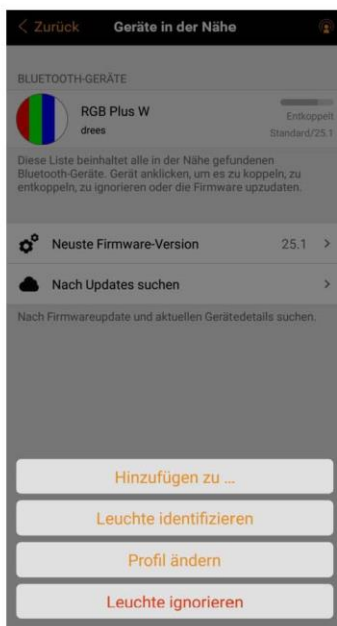 Zurück Geräte in der Nähe
BLUETOOTH-GERÄTE
RGB Plus W
Entkoppelt
drees
Standard/25.1
Diese Liste beinhaltet alle in der Nähe gefundenen
Bluetooth-Geräte. Gerät anklicken, um es zu koppeln, zu
entkoppeln, zu ignorieren oder die Firmware upzudaten.
Neuste Firmware-Version 25.1
Nach Updates suchen
Nach Firmwareupdate und aktuellen Gerätedetails suchen.
Hinzufügen zu ...
Leuchte identifizieren
Profil ändern
Leuchte ignorieren